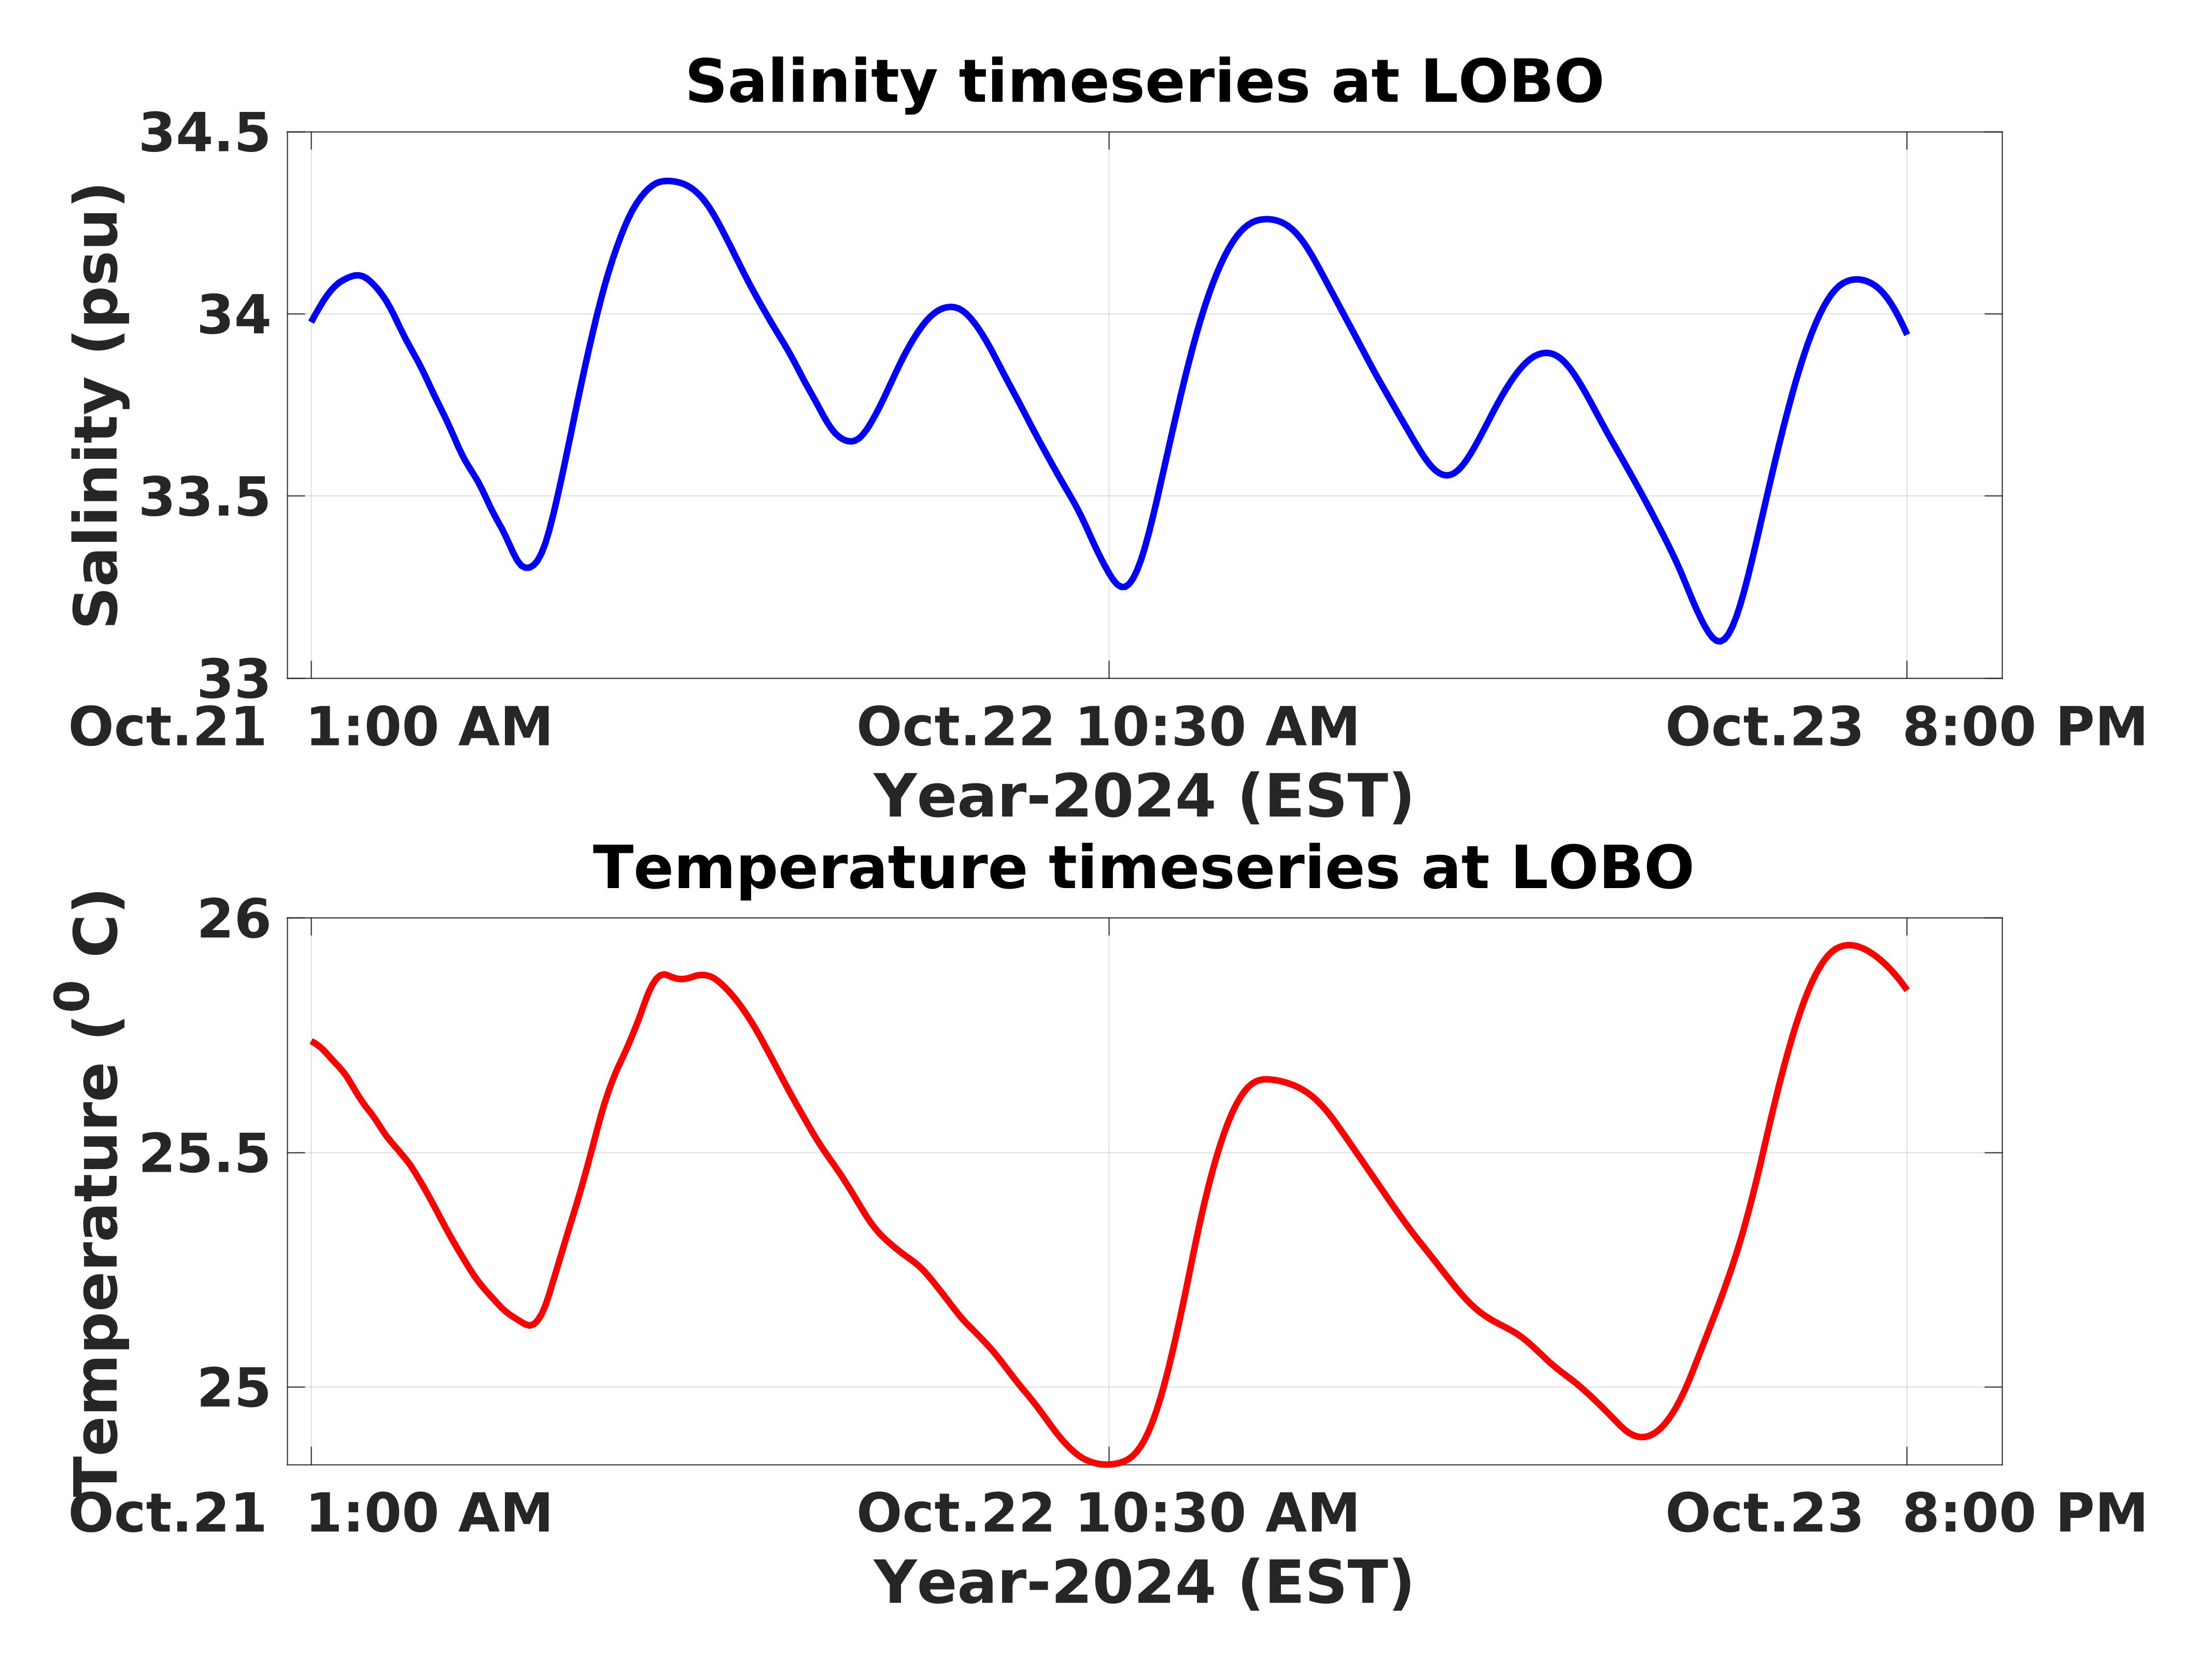 Salinity timeseries at LOBO
Salinity (psu)
34.5
34
33.5
33
Oct.21  1:00 AM
Oct.22 10:30 AM
Oct.23  8:00 PM
Year-2024 (EST)
Temperature timeseries at LOBO
Temperature (⁰ C)
26
25.5
25
Oct.21  1:00 AM
Oct.22 10:30 AM
Oct.23  8:00 PM
Year-2024 (EST)